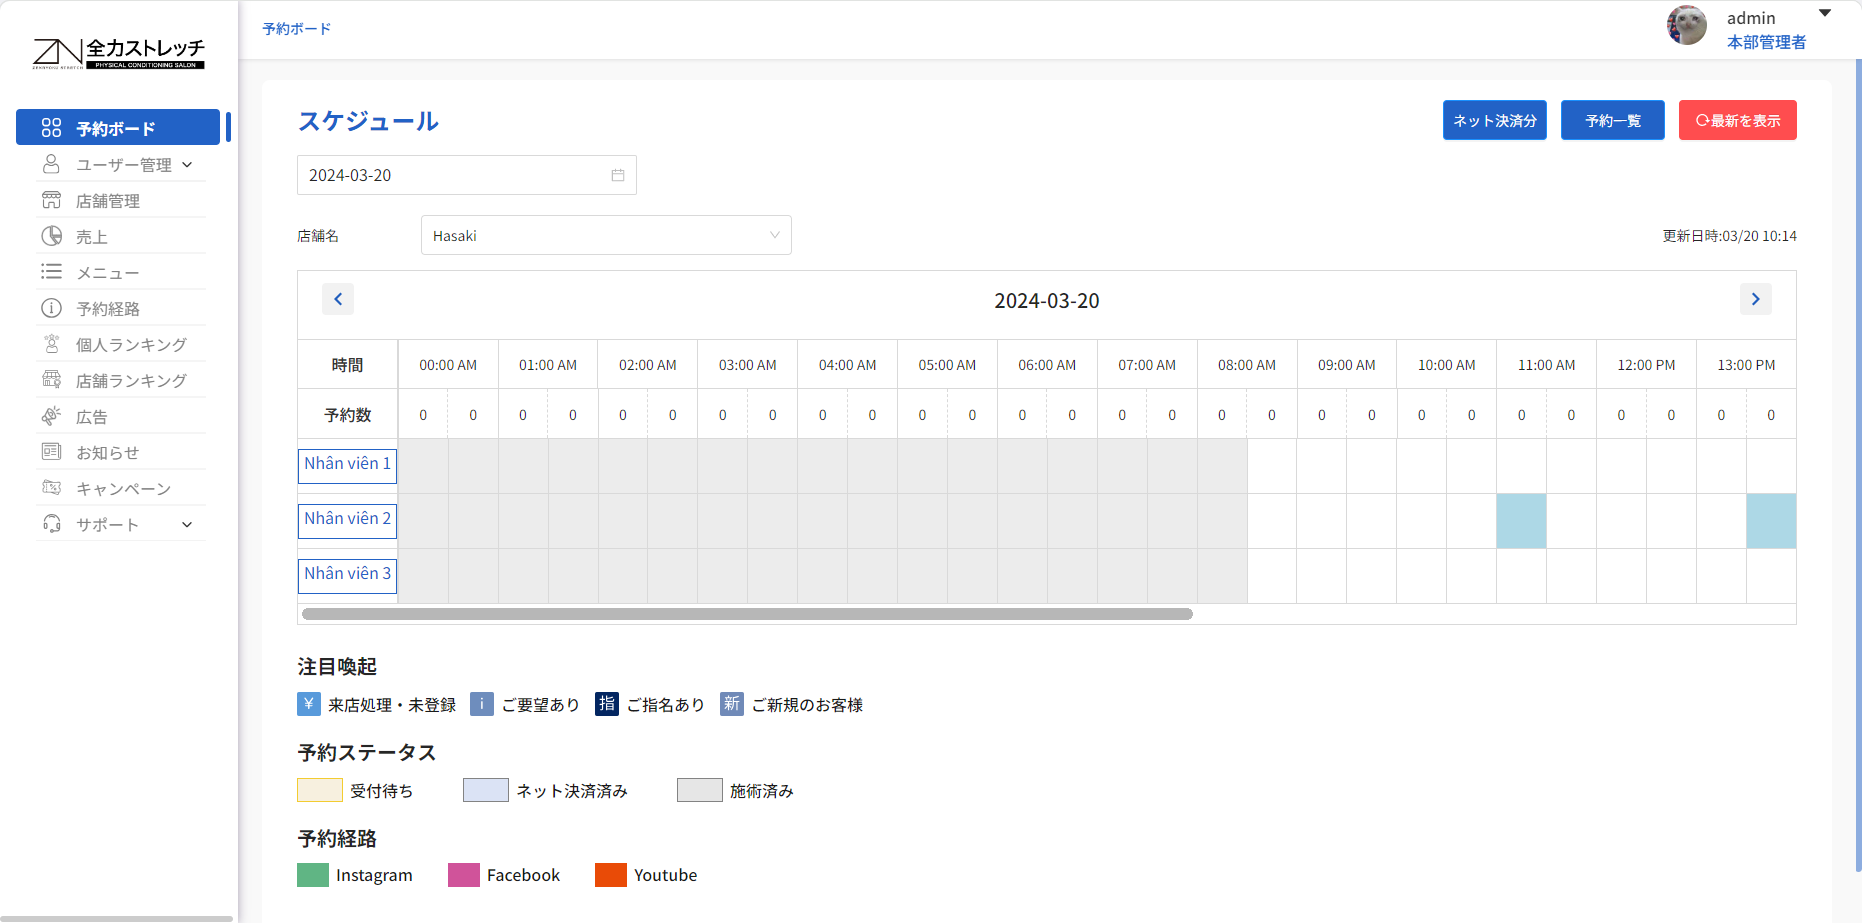 全力ストレッチ
PHYSICAL CONDITIONING SALON
予約ボード
admin
本部管理者
予約ボード
ユーザー管理
店舗管理
売上
メニュー
予約経路
個人ランキング
店舗ランキング
広告
お知らせ
キャンペーン
サポート
スケジュール
ネット決済分 予約一覧 最新を表示
2024-03-20
店舗名 Hasaki 更新日時:03/20 10:14
2024-03-20
時間 00:00 AM 01:00 AM 02:00 AM 03:00 AM 04:00 AM 05:00 AM 06:00 AM 07:00 AM 08:00 AM 09:00 AM 10:00 AM 11:00 AM 12:00 PM 13:00 PM
予約数 0 0 0 0 0 0 0 0 0 0 0 0 0 0 0 0 0 0 0 0 0 0 0 0 0 0 0 0
Nhân viên 1
Nhân viên 2
Nhân viên 3
注目喚起
¥ 来店処理・未登録 i ご要望あり 指 ご指名あり 新 ご新規のお客様
予約ステータス
受付待ち ネット決済済み 施術済み
予約経路
Instagram Facebook Youtube